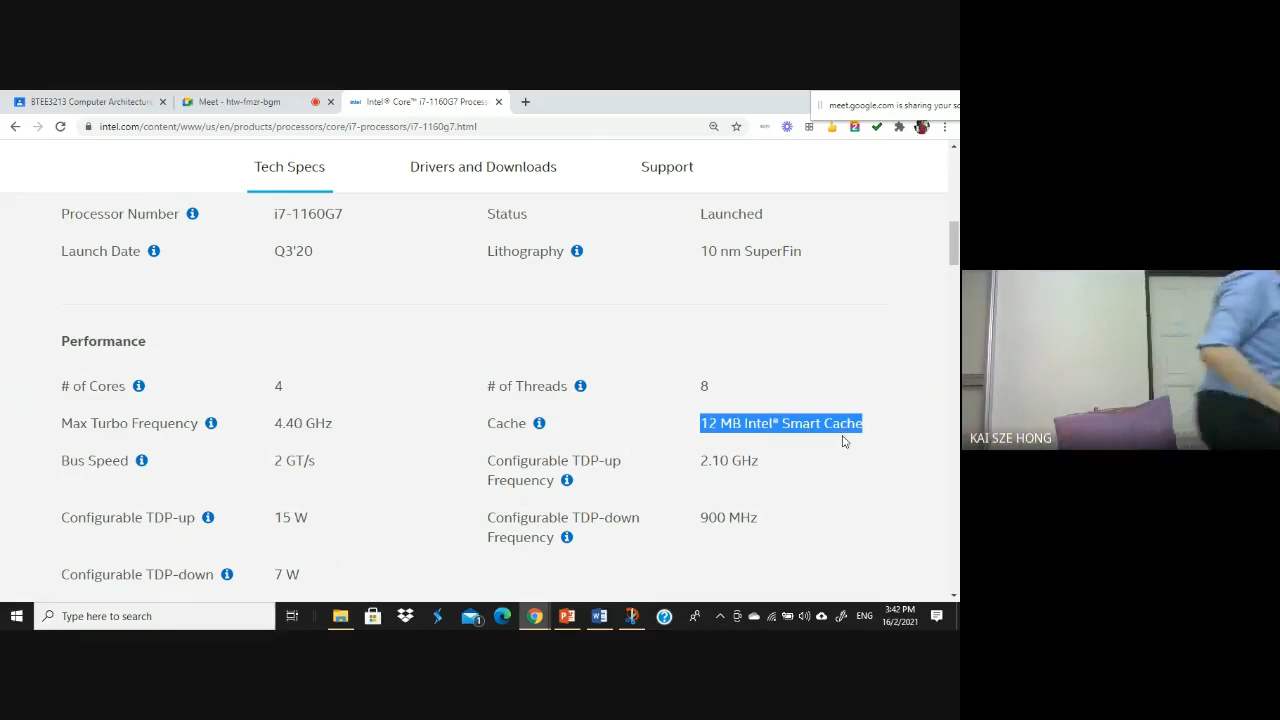 BTEE3213 Computer Architecture
Meet - htw-fmzr-bgm
Intel® Core™ i7-1160G7 Process
meet.google.com is sharing your sc
intel.com/content/www/us/en/products/processors/core/i7-processors/i7-1160g7.html
Tech Specs Drivers and Downloads Support
Processor Number i7-1160G7 Status Launched
Launch Date Q3'20 Lithography 10 nm SuperFin
Performance
# of Cores 4 # of Threads 8
Max Turbo Frequency 4.40 GHz Cache 12 MB Intel® Smart Cache
Bus Speed 2 GT/s Configurable TDP-up Frequency 2.10 GHz
Configurable TDP-up 15 W Configurable TDP-down Frequency 900 MHz
Configurable TDP-down 7 W
KAI SZE HONG
Type here to search
1
ENG
3:42 PM
16/2/2021